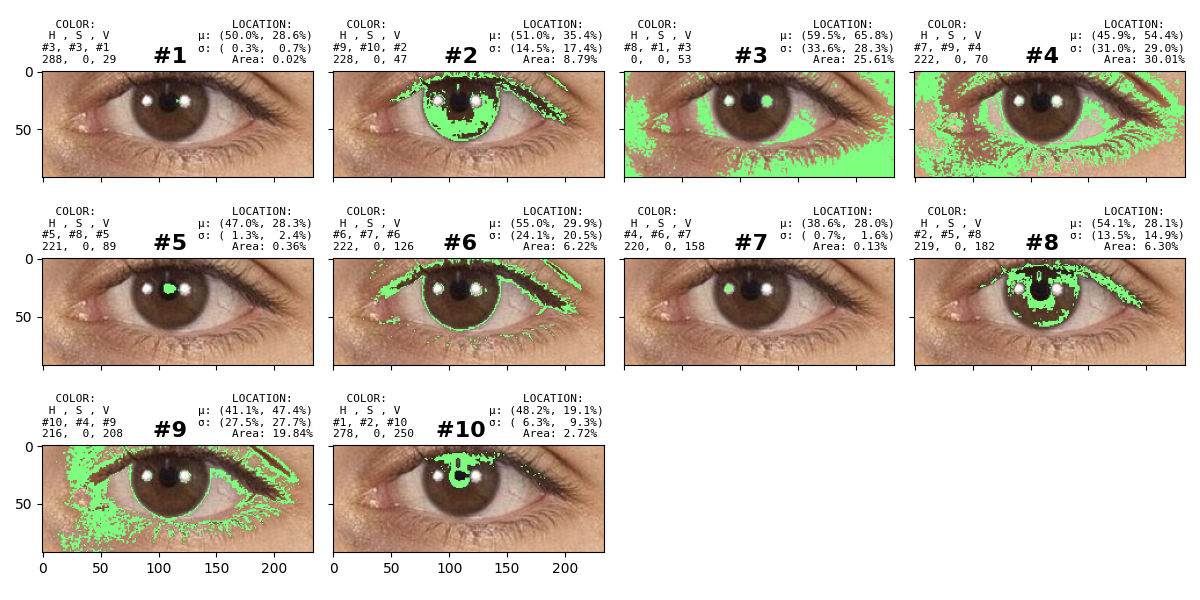 COLOR: LOCATION:
H , S , V μ: (50.0%, 28.6%)
#3, #3, #1 σ: ( 0.3%, 0.7%)
288, 0, 29 #1 Area: 0.02%
COLOR: LOCATION:
H , S , V μ: (51.0%, 35.4%)
#9, #10, #2 σ: (14.5%, 17.4%)
228, 0, 47 #2 Area: 8.79%
COLOR: LOCATION:
H , S , V μ: (59.5%, 65.8%)
#8, #1, #3 σ: (33.6%, 28.3%)
0, 0, 53 #3 Area: 25.61%
COLOR: LOCATION:
H , S , V μ: (45.9%, 54.4%)
#7, #9, #4 σ: (31.0%, 29.0%)
222, 0, 70 #4 Area: 30.01%
0
50
COLOR: LOCATION:
H , S , V μ: (47.0%, 28.3%)
#5, #8, #5 σ: ( 1.3%, 2.4%)
221, 0, 89 #5 Area: 0.36%
COLOR: LOCATION:
H , S , V μ: (55.0%, 29.9%)
#6, #7, #6 σ: (24.1%, 20.5%)
222, 0, 126 #6 Area: 6.22%
COLOR: LOCATION:
H , S , V μ: (38.6%, 28.0%)
#4, #6, #7 σ: ( 0.7%, 1.6%)
220, 0, 158 #7 Area: 0.13%
COLOR: LOCATION:
H , S , V μ: (54.1%, 28.1%)
#2, #5, #8 σ: (13.5%, 14.9%)
219, 0, 182 #8 Area: 6.30%
0
50
COLOR: LOCATION:
H , S , V μ: (41.1%, 47.4%)
#10, #4, #9 σ: (27.5%, 27.7%)
216, 0, 208 #9 Area: 19.84%
COLOR: LOCATION:
H , S , V μ: (48.2%, 19.1%)
#1, #2, #10 σ: ( 6.3%, 9.3%)
278, 0, 250 #10 Area: 2.72%
0
50
0 50 100 150 200
0 50 100 150 200